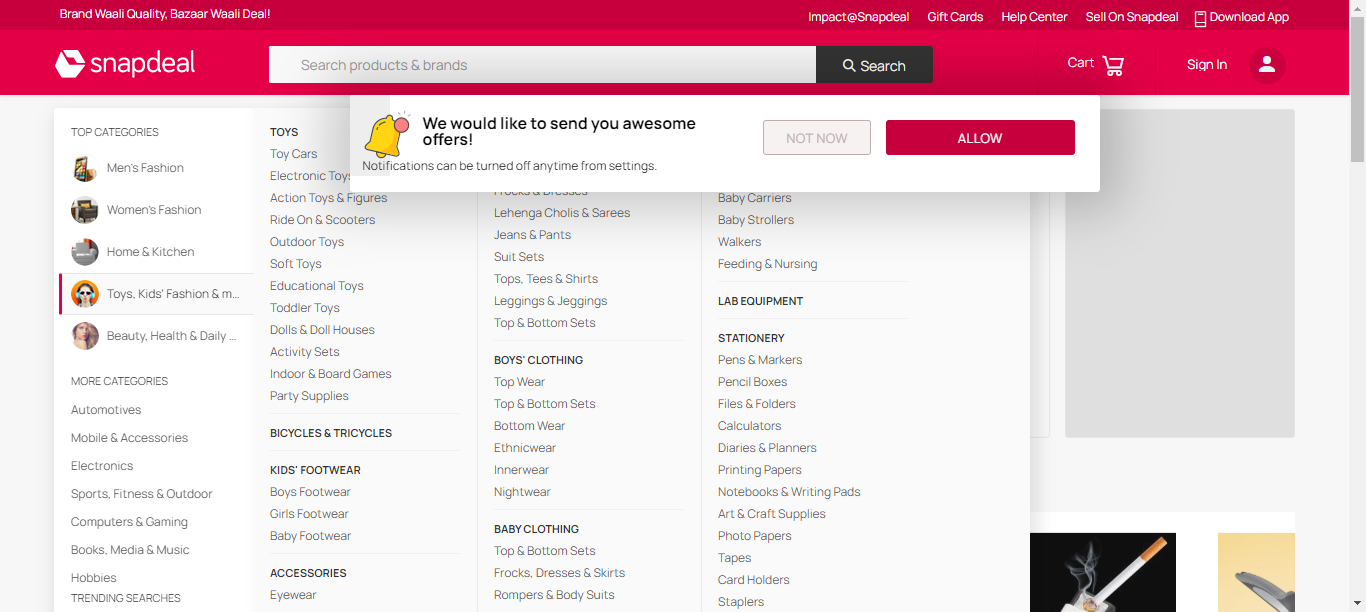 Brand Waali Quality, Bazaar Waali Deal!
Impact@Snapdeal
Gift Cards
Help Center
Sell On Snapdeal
Download App
snapdeal
Search products & brands
Search
Cart
Sign In
We would like to send you awesome
offers!
Notifications can be turned off anytime from settings.
NOT NOW
ALLOW
TOP CATEGORIES
Men's Fashion
Women's Fashion
Home & Kitchen
Toys, Kids' Fashion & m...
Beauty, Health & Daily ...
MORE CATEGORIES
Automotives
Mobile & Accessories
Electronics
Sports, Fitness & Outdoor
Computers & Gaming
Books, Media & Music
Hobbies
TRENDING SEARCHES
TOYS
Toy Cars
Electronic Toys
Action Toys & Figures
Ride On & Scooters
Outdoor Toys
Soft Toys
Educational Toys
Toddler Toys
Dolls & Doll Houses
Activity Sets
Indoor & Board Games
Party Supplies
BICYCLES & TRICYCLES
KIDS' FOOTWEAR
Boys Footwear
Girls Footwear
Baby Footwear
ACCESSORIES
Eyewear
Frocks & Dresses
Lehenga Cholis & Sarees
Jeans & Pants
Suit Sets
Tops, Tees & Shirts
Leggings & Jeggings
Top & Bottom Sets
BOYS' CLOTHING
Top Wear
Top & Bottom Sets
Bottom Wear
Ethnicwear
Innerwear
Nightwear
BABY CLOTHING
Top & Bottom Sets
Frocks, Dresses & Skirts
Rompers & Body Suits
Baby Carriers
Baby Strollers
Walkers
Feeding & Nursing
LAB EQUIPMENT
STATIONERY
Pens & Markers
Pencil Boxes
Files & Folders
Calculators
Diaries & Planners
Printing Papers
Notebooks & Writing Pads
Art & Craft Supplies
Photo Papers
Tapes
Card Holders
Staplers